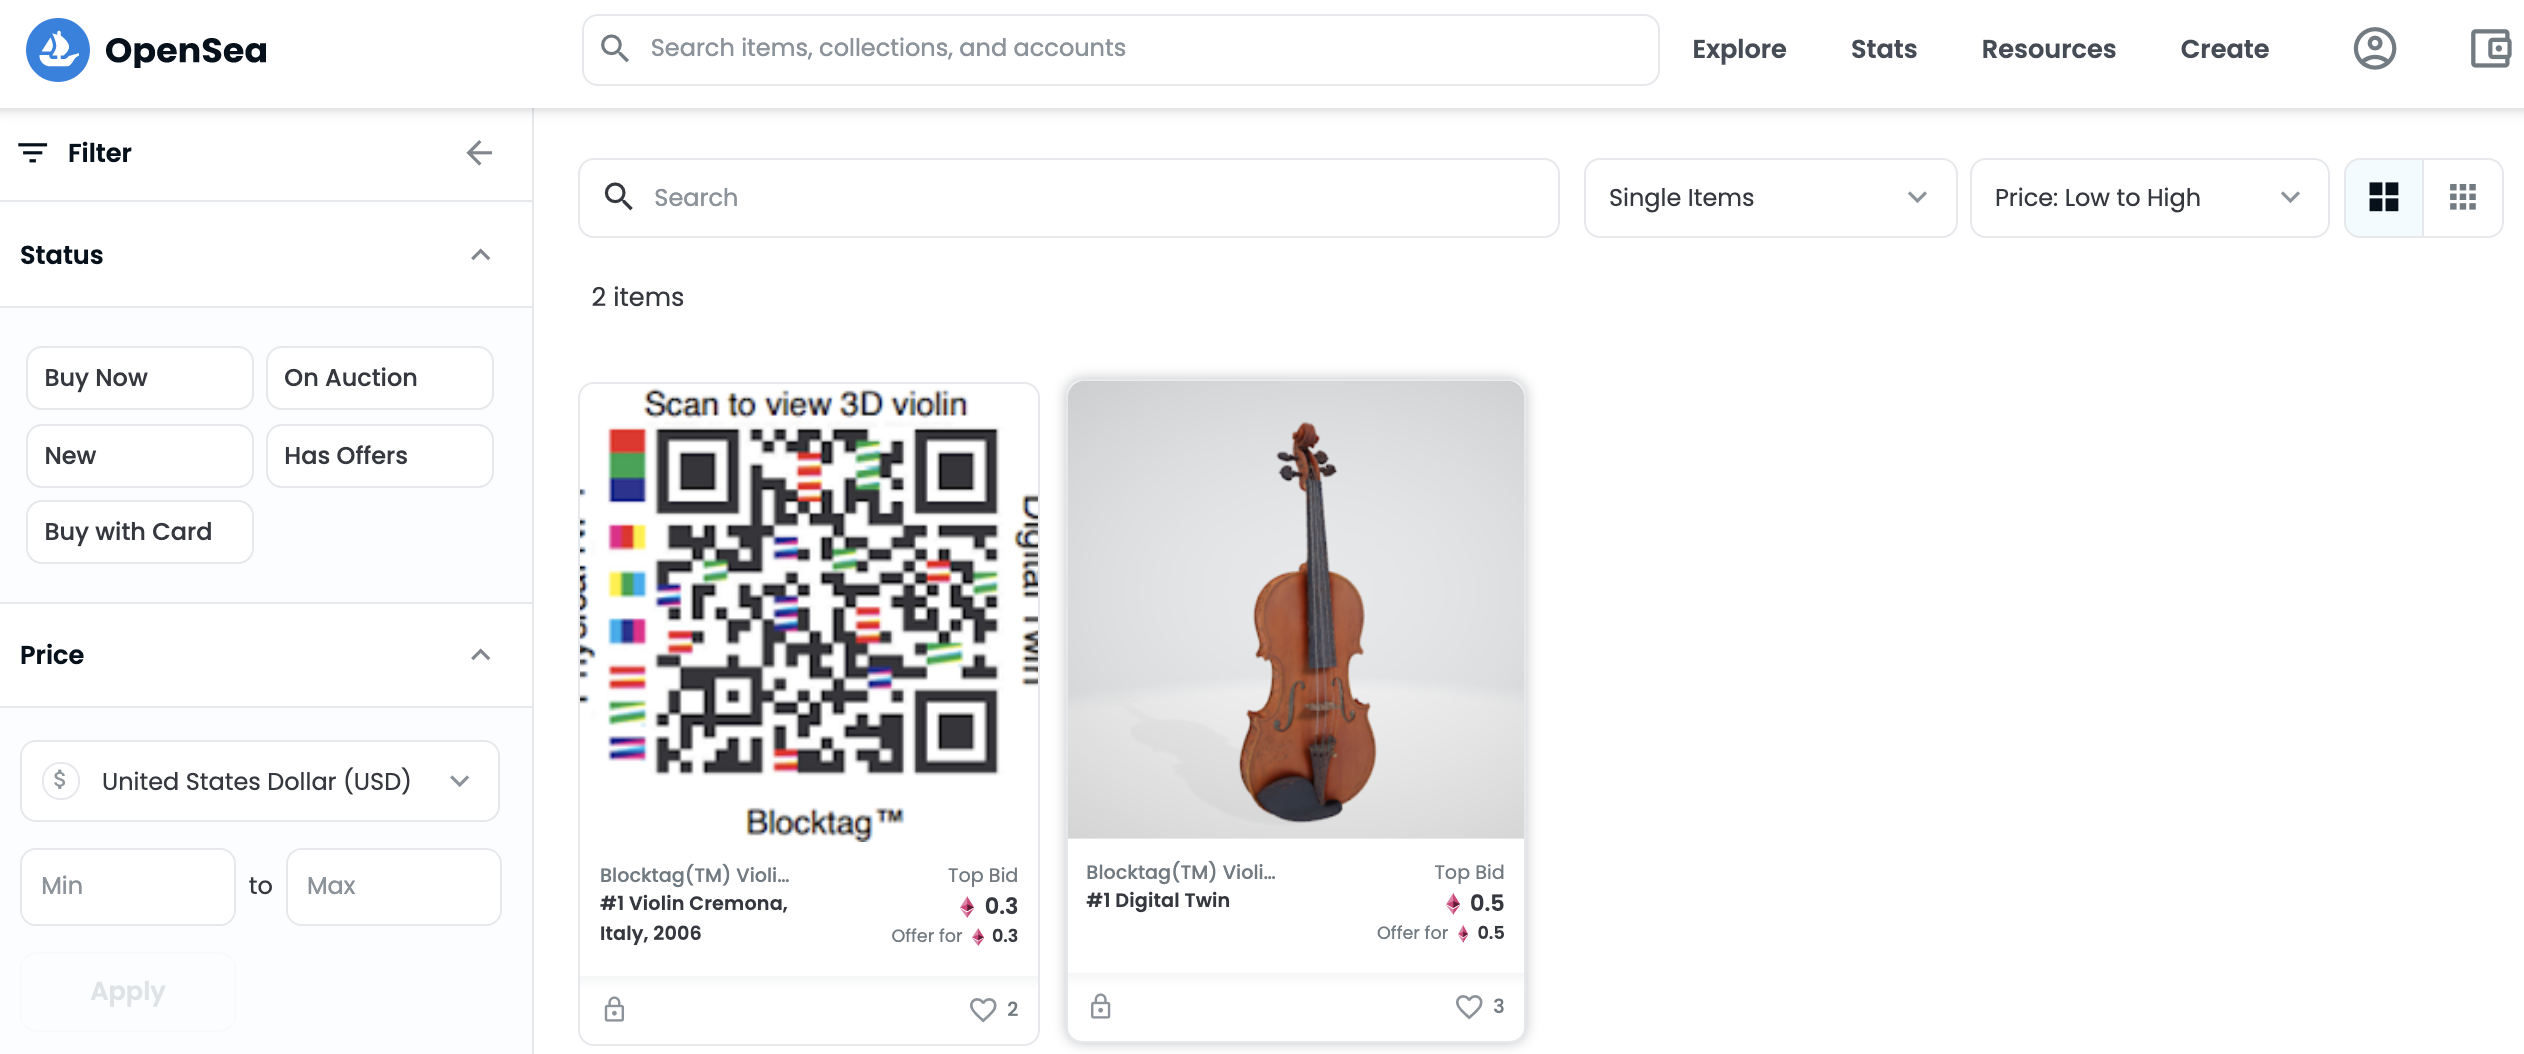 OpenSea
Search items, collections, and accounts
Explore
Stats
Resources
Create
Filter
Search
Single Items
Price: Low to High
Status
2 items
Buy Now
On Auction
New
Has Offers
Buy with Card
Price
$ United States Dollar (USD)
Min to Max
Apply
Scan to view 3D violin
Digital Twin
Blocktag™
Blocktag(TM) Violi...
Top Bid
#1 Violin Cremona,
Italy, 2006
0.3
Offer for 0.3
2
Blocktag(TM) Violi...
Top Bid
#1 Digital Twin
0.5
Offer for 0.5
3